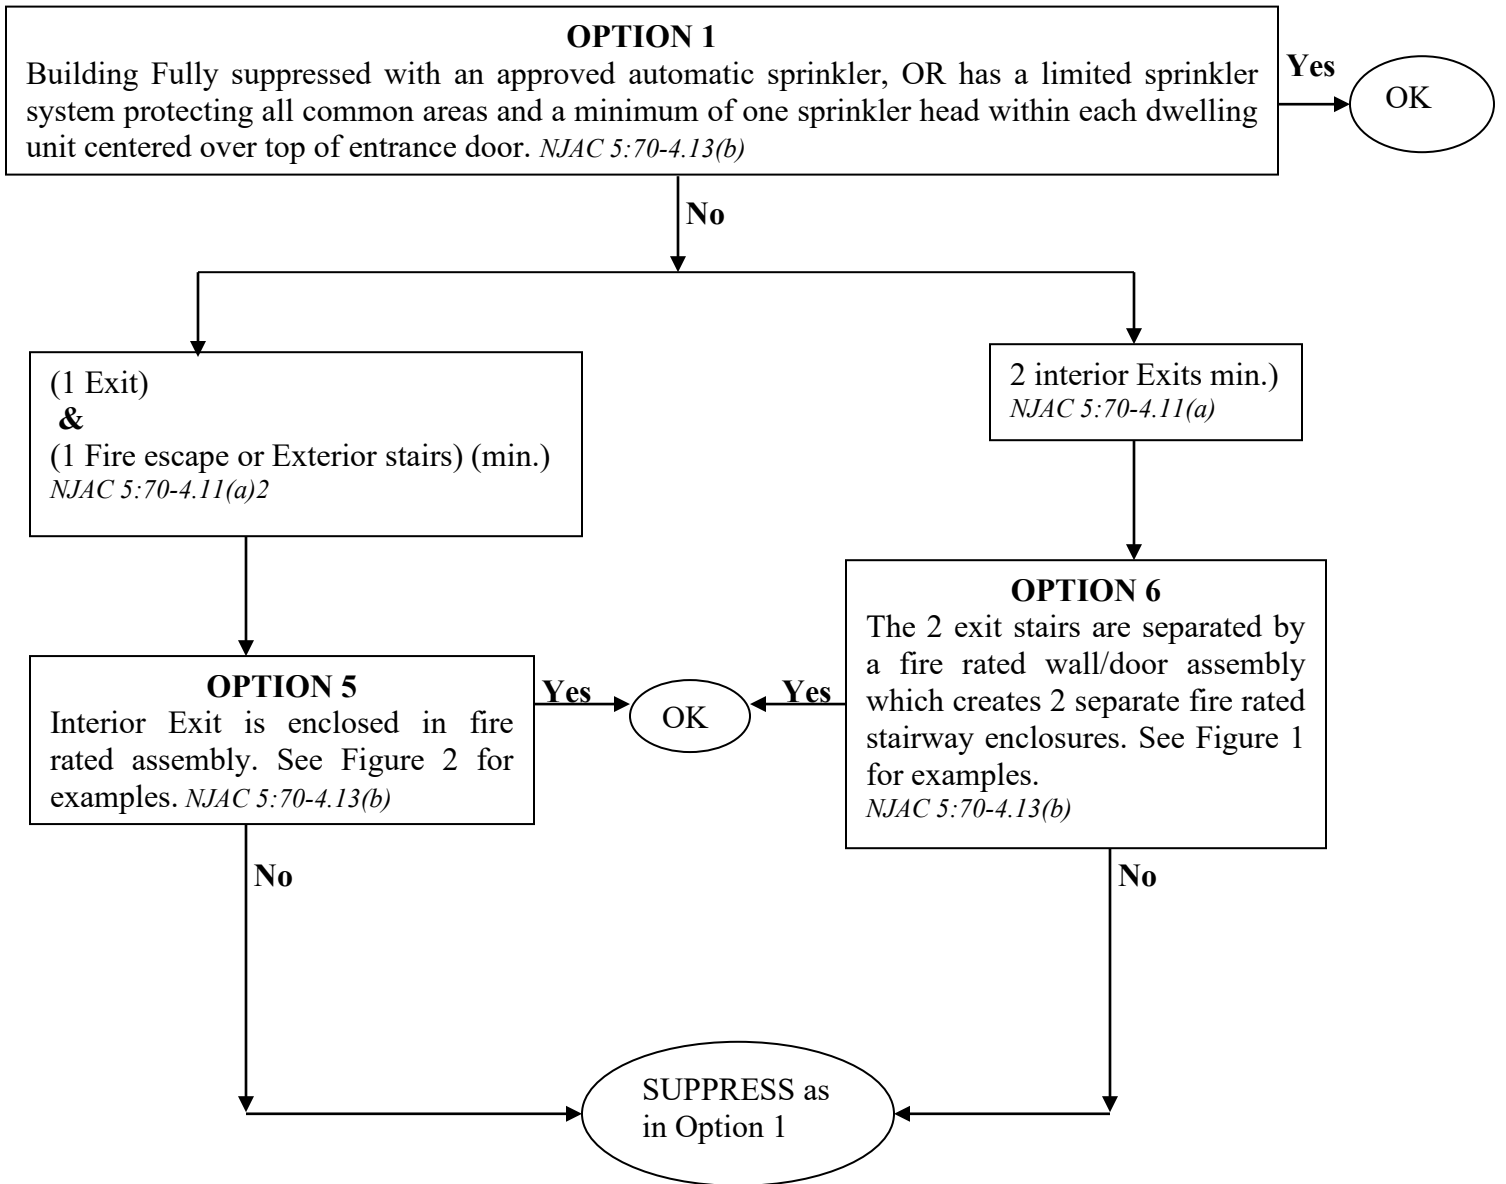 OPTION 1
Building Fully suppressed with an approved automatic sprinkler, OR has a limited sprinkler
system protecting all common areas and a minimum of one sprinkler head within each dwelling
unit centered over top of entrance door. NJAC 5:70-4.13(b)
Yes
OK
No
(1 Exit)
&
(1 Fire escape or Exterior stairs) (min.)
NJAC 5:70-4.11(a)2
2 interior Exits min.)
NJAC 5:70-4.11(a)
OPTION 5
Interior Exit is enclosed in fire
rated assembly. See Figure 2 for
examples. NJAC 5:70-4.13(b)
Yes
OK
Yes
OPTION 6
The 2 exit stairs are separated by
a fire rated wall/door assembly
which creates 2 separate fire rated
stairway enclosures. See Figure 1
for examples.
NJAC 5:70-4.13(b)
No
No
SUPPRESS as
in Option 1